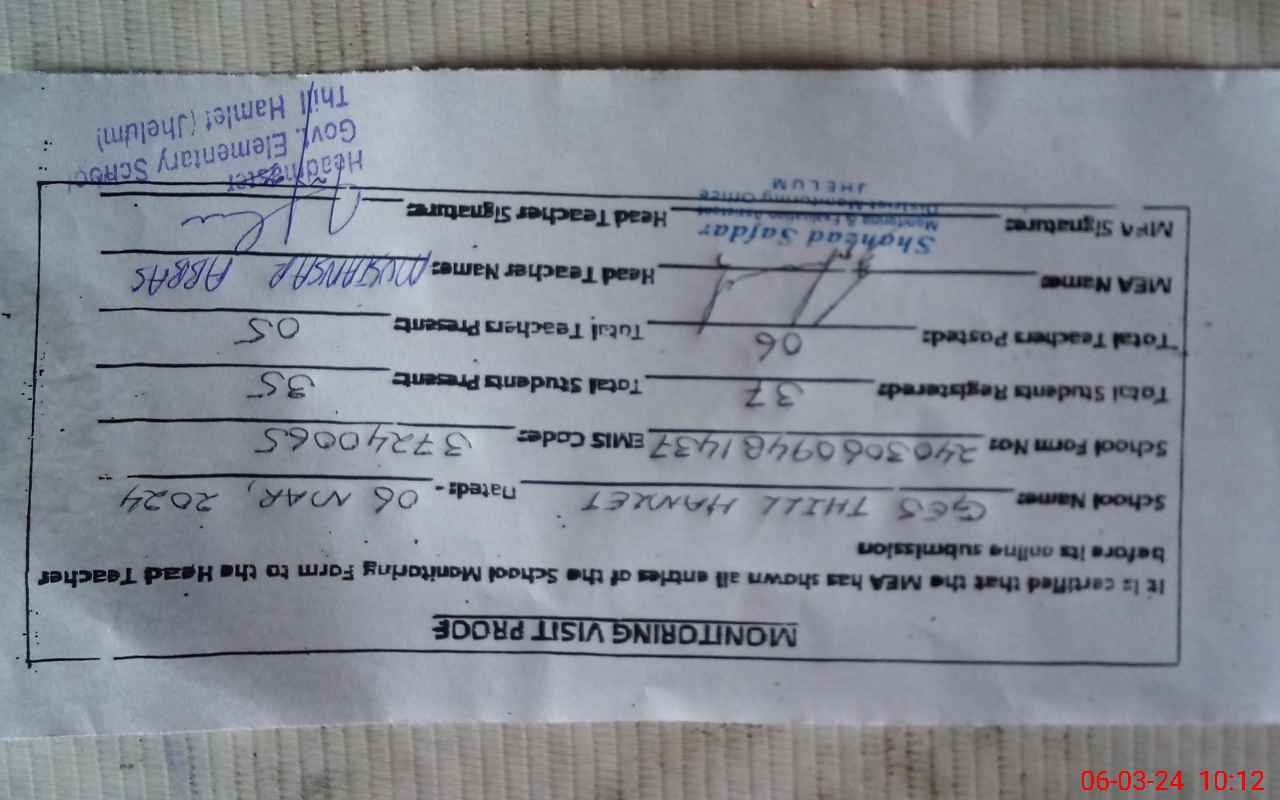 MONITORING VISIT PROOF
It is certified that the MEA has shown all entries of the School Monitoring Form to the Head Teacher
before its online submission
School Name: GES THILL HAMLET Dated:- 06 MAR, 2024
School Form No: 240306094B1437 EMIS Code: 37240065
Total Students Registered: 37 Total Students Present: 35
Total Teachers Posted: 06 Total Teachers Present: 05
MEA Name: Head Teacher Name: MUSTANSAR ABBAS
Shahzad Safdar
Monitoring & Evaluation Assistant
District Monitoring Office
JHELUM
MEA Signature: Head Teacher Signature:
Headmaster
Govt. Elementary School
Thill Hamlet (Jhelum)
06-03-24 10:12